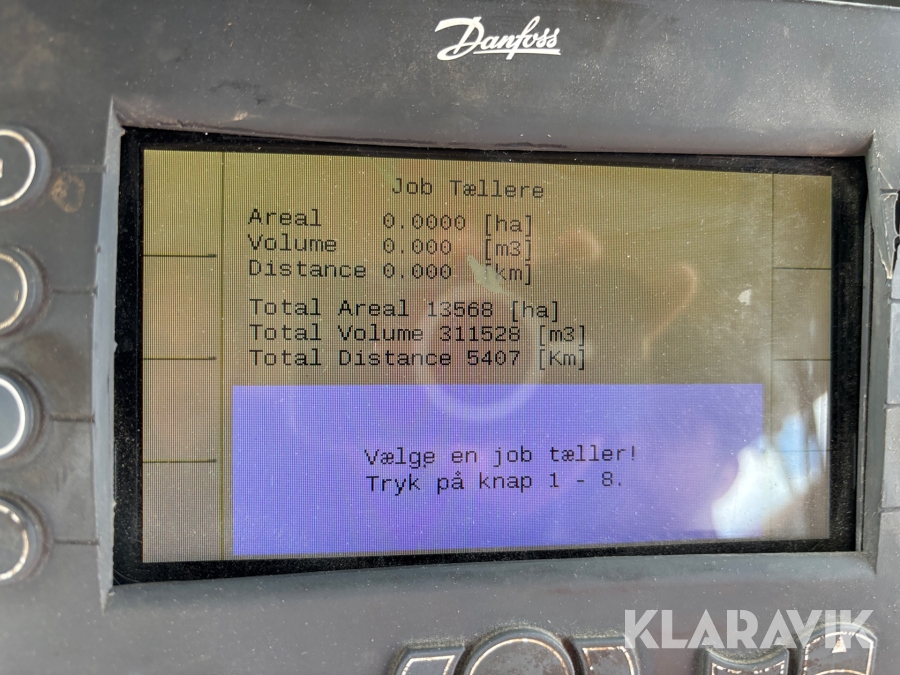 Danfoss
Job Tællere
Areal 0.0000 [ha]
Volume 0.000 [m3]
Distance 0.000 [km]
Total Areal 13568 [ha]
Total Volume 311528 [m3]
Total Distance 5407 [Km]
Vælge en job tæller!
Tryk på knap 1 - 8.
KLARAVIK